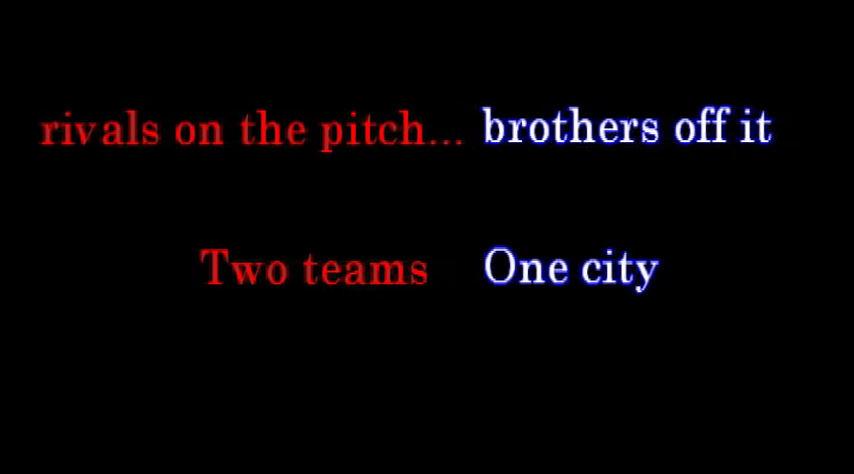 rivals on the pitch... brothers off it
Two teams One city